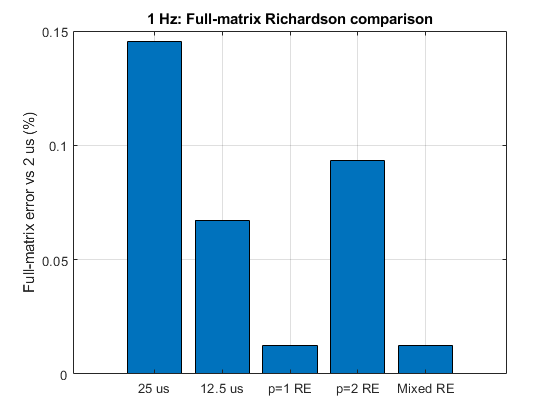 1 Hz: Full-matrix Richardson comparison
Full-matrix error vs 2 us (%)
0.15
0.1
0.05
0
25 us
12.5 us
p=1 RE
p=2 RE
Mixed RE